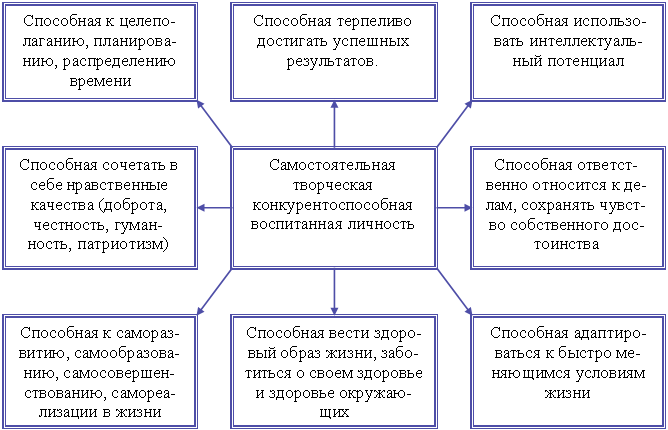 Способная к целепо-
лаганию, планирова-
нию, распределению
времени
Способная терпеливо
достигать успешных
результатов.
Способная использо-
вать интеллектуаль-
ный потенциал
Способная сочетать в
себе нравственные
качества (доброта,
честность, гуман-
ность, патриотизм)
Самостоятельная
творческая
конкурентоспособная
воспитанная личность
Способная ответст-
венно относится к де-
лам, сохранять чувст-
во собственного дос-
тоинства
Способная к самораз-
витию, самообразова-
нию, самосовершен-
ствованию, самореа-
лизации в жизни
Способная вести здоро-
вый образ жизни, забо-
титься о своем здоровье
и здоровье окружаю-
щих
Способная адаптиро-
ваться к быстро ме-
няющимся условиям
жизни